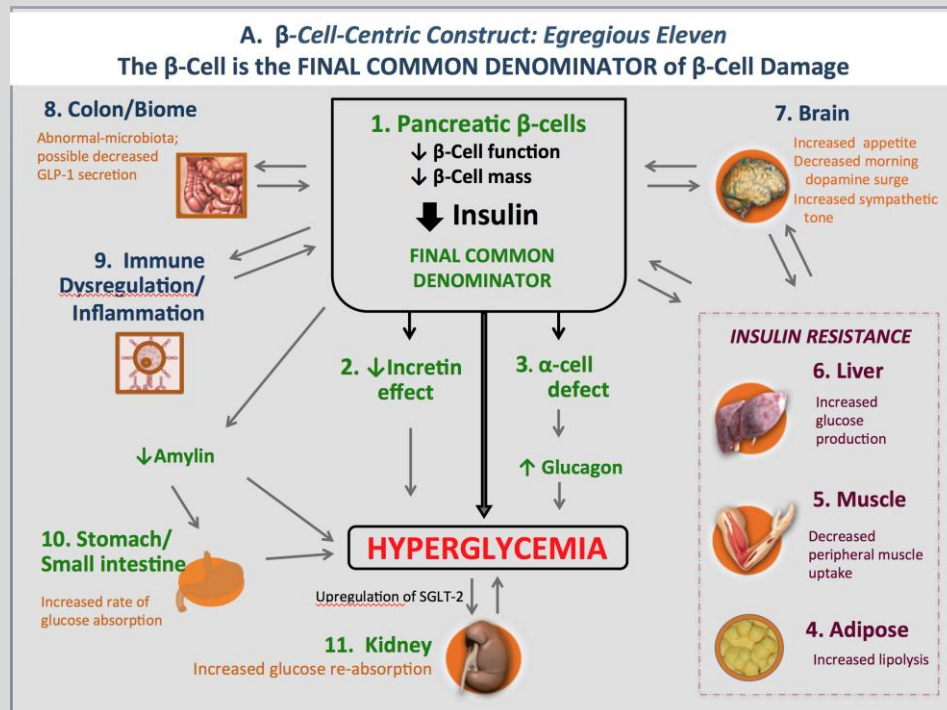 A. β-Cell-Centric Construct: Egregious Eleven
The β-Cell is the FINAL COMMON DENOMINATOR of β-Cell Damage
8. Colon/Biome
Abnormal-microbiota;
possible decreased
GLP-1 secretion
1. Pancreatic β-cells
↓ β-Cell function
↓ β-Cell mass
↓ Insulin
FINAL COMMON
DENOMINATOR
7. Brain
Increased appetite
Decreased morning
dopamine surge
Increased sympathetic
tone
9. Immune
Dysregulation/
Inflammation
2. ↓Incretin
effect
3. α-cell
defect
↑ Glucagon
↓Amylin
10. Stomach/
Small intestine
Increased rate of
glucose absorption
HYPERGLYCEMIA
Upregulation of SGLT-2
11. Kidney
Increased glucose re-absorption
INSULIN RESISTANCE
6. Liver
Increased
glucose
production
5. Muscle
Decreased
peripheral muscle
uptake
4. Adipose
Increased lipolysis